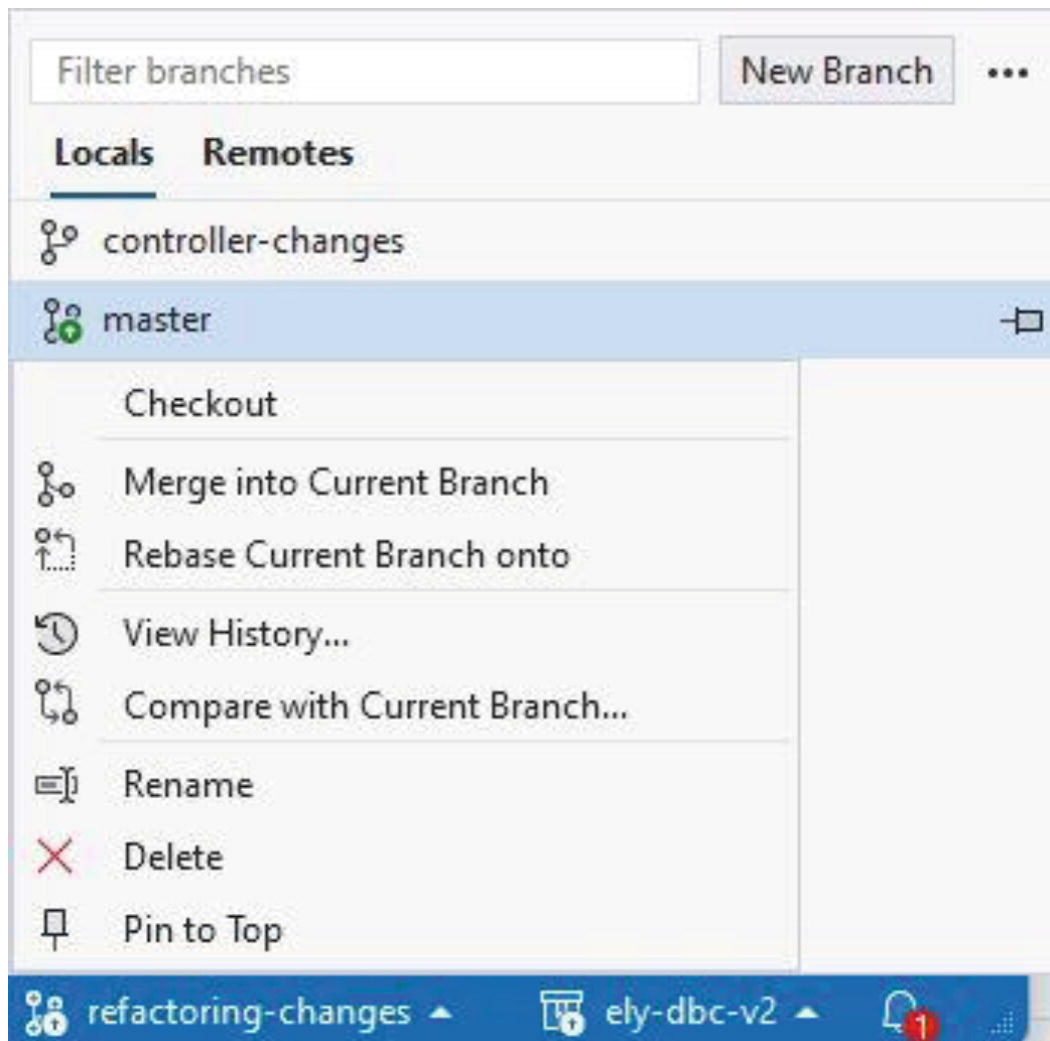 Filter branches
New Branch
Locals Remotes
controller-changes
master
Checkout
Merge into Current Branch
Rebase Current Branch onto
View History...
Compare with Current Branch...
Rename
Delete
Pin to Top
refactoring-changes ely-dbc-v2 1